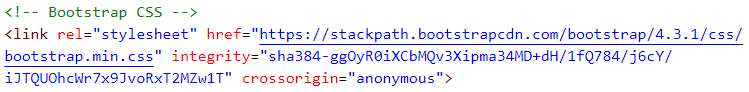 <!-- Bootstrap CSS -->
<link rel="stylesheet" href="https://stackpath.bootstrapcdn.com/bootstrap/4.3.1/css/
bootstrap.min.css" integrity="sha384-ggOyR0iXCbMQv3Xipma34MD+dH/1fQ784/j6cY/
iJTQUOhcWr7x9JvoRxT2MZw1T" crossorigin="anonymous">